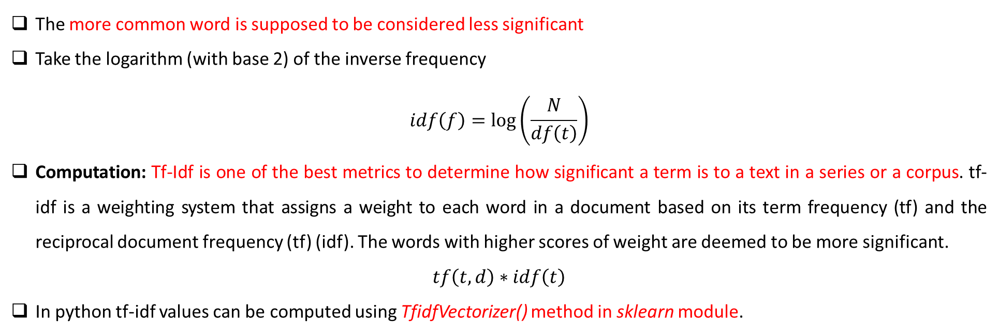 ❑ The more common word is supposed to be considered less significant
❑ Take the logarithm (with base 2) of the inverse frequency
idf(f) = log(N/df(t))
❑ Computation: Tf-Idf is one of the best metrics to determine how significant a term is to a text in a series or a corpus. tf-
idf is a weighting system that assigns a weight to each word in a document based on its term frequency (tf) and the
reciprocal document frequency (tf) (idf). The words with higher scores of weight are deemed to be more significant.
tf(t, d) ∗ idf(t)
❑ In python tf-idf values can be computed using TfidfVectorizer() method in sklearn module.